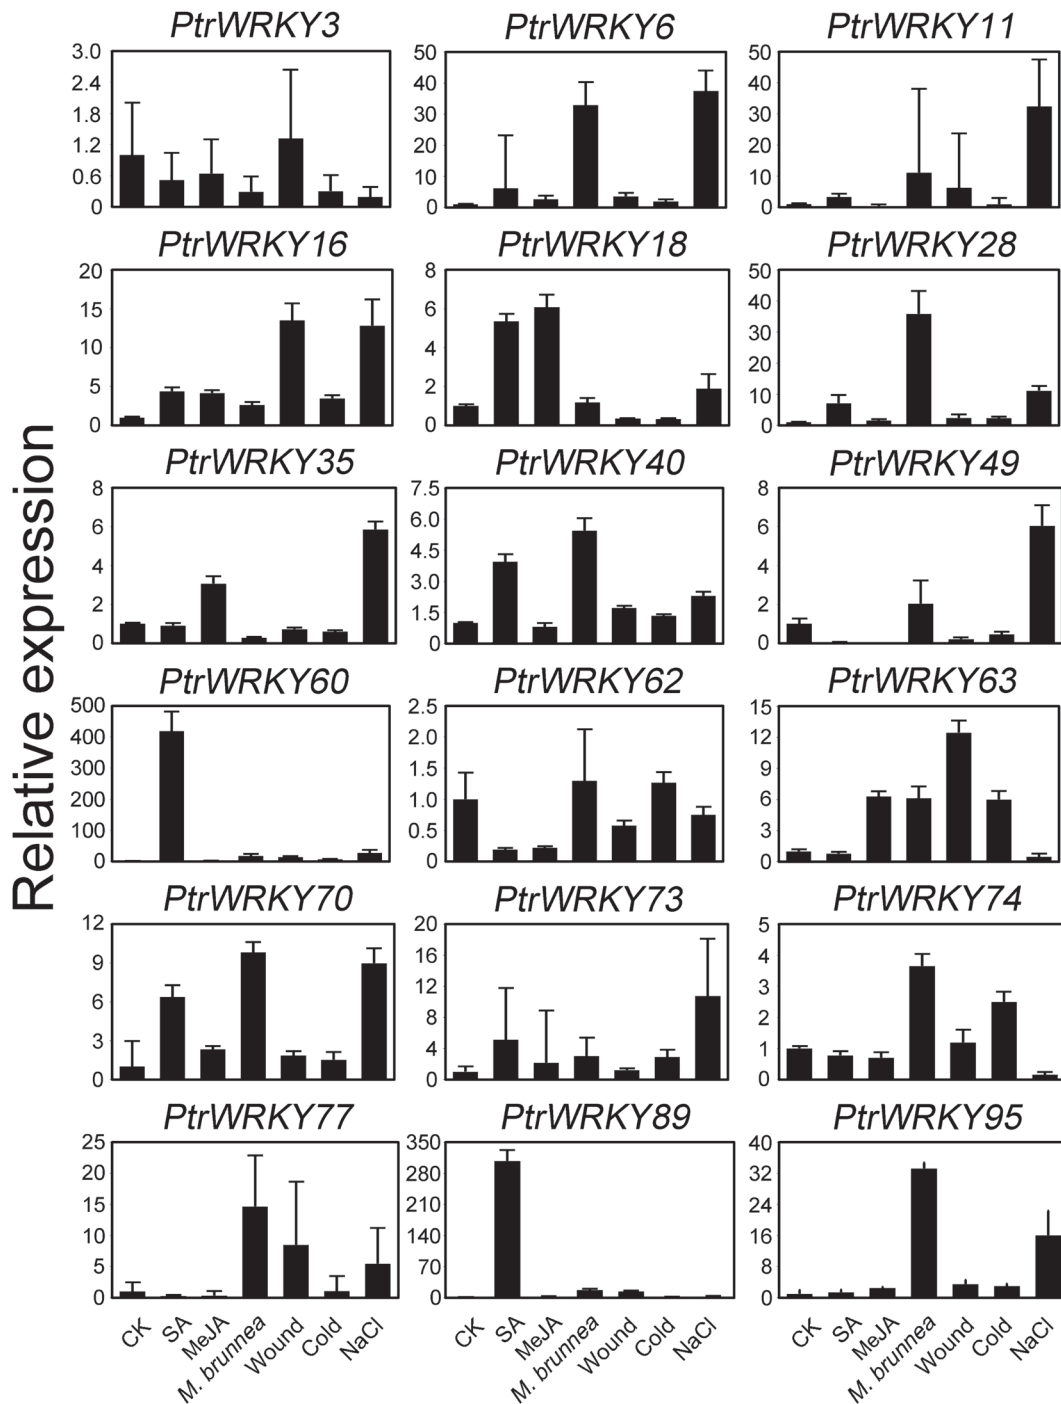 Relative expression
PtrWRKY3
3.0
2.4
1.8
1.2
0.6
0
PtrWRKY6
50
40
30
20
10
0
PtrWRKY11
50
40
30
20
10
0
PtrWRKY16
20
15
10
5
0
PtrWRKY18
8
6
4
2
0
PtrWRKY28
50
40
30
20
10
0
PtrWRKY35
8
6
4
2
0
PtrWRKY40
7.5
6.0
4.5
3.0
1.5
0
PtrWRKY49
8
6
4
2
0
PtrWRKY60
500
400
300
200
100
0
PtrWRKY62
2.5
2.0
1.5
1.0
0.5
0
PtrWRKY63
15
12
9
6
3
0
PtrWRKY70
12
9
6
3
0
PtrWRKY73
20
16
12
8
4
0
PtrWRKY74
5
4
3
2
1
0
PtrWRKY77
25
20
15
10
5
0
CK
SA
MeJA
M. brunnea
Wound
Cold
NaCl
PtrWRKY89
350
280
210
140
70
0
CK
SA
MeJA
M. brunnea
Wound
Cold
NaCl
PtrWRKY95
40
32
24
16
8
0
CK
SA
MeJA
M. brunnea
Wound
Cold
NaCl